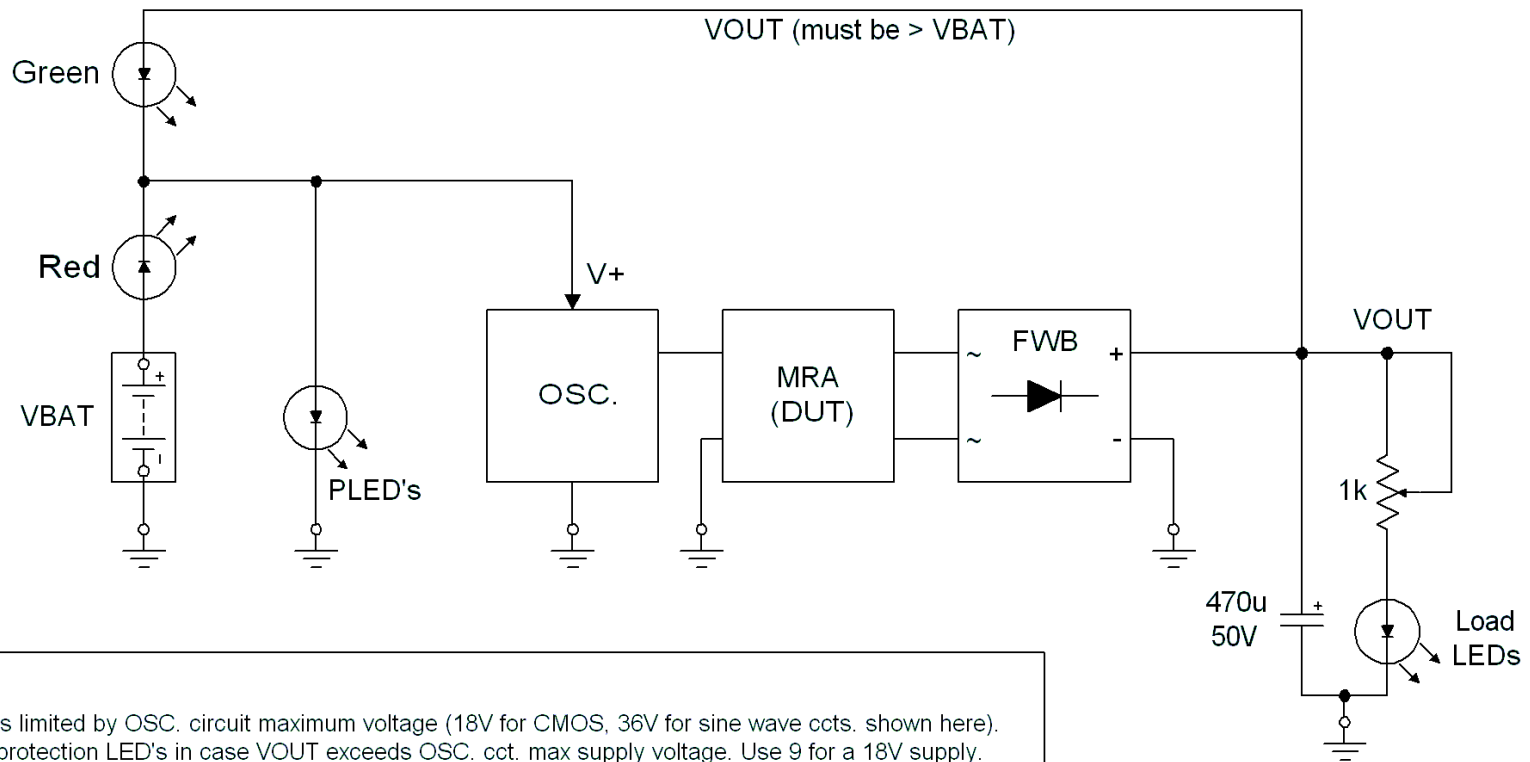 VOUT (must be > VBAT)
Green
Red
V+
VOUT
FWB
~ +
OSC.
MRA
(DUT)
~ -
VBAT
+
PLED's
1k
470u
50V
+
Load
LEDs
s limited by OSC. circuit maximum voltage (18V for CMOS, 36V for sine wave ccts. shown here).
protection LED's in case VOUT exceeds OSC. cct. max supply voltage. Use 9 for a 18V supply.